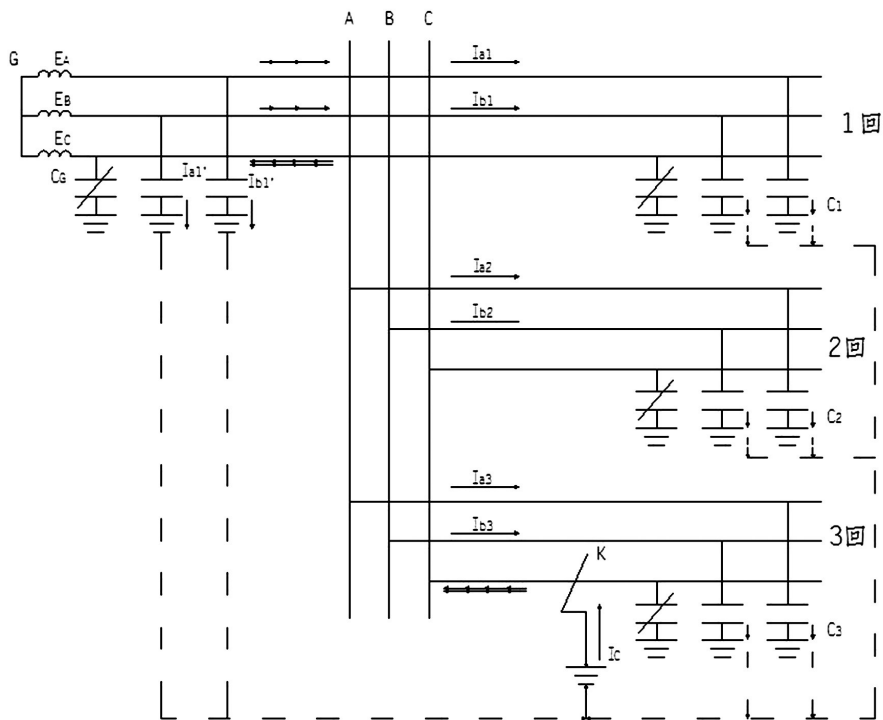 A B C
G EA Ia1
EB Ib1
1回
EC
CG Ia1' Ib1'
C1
Ia2
Ib2
2回
C2
Ia3
Ib3
3回
K
C3
IC